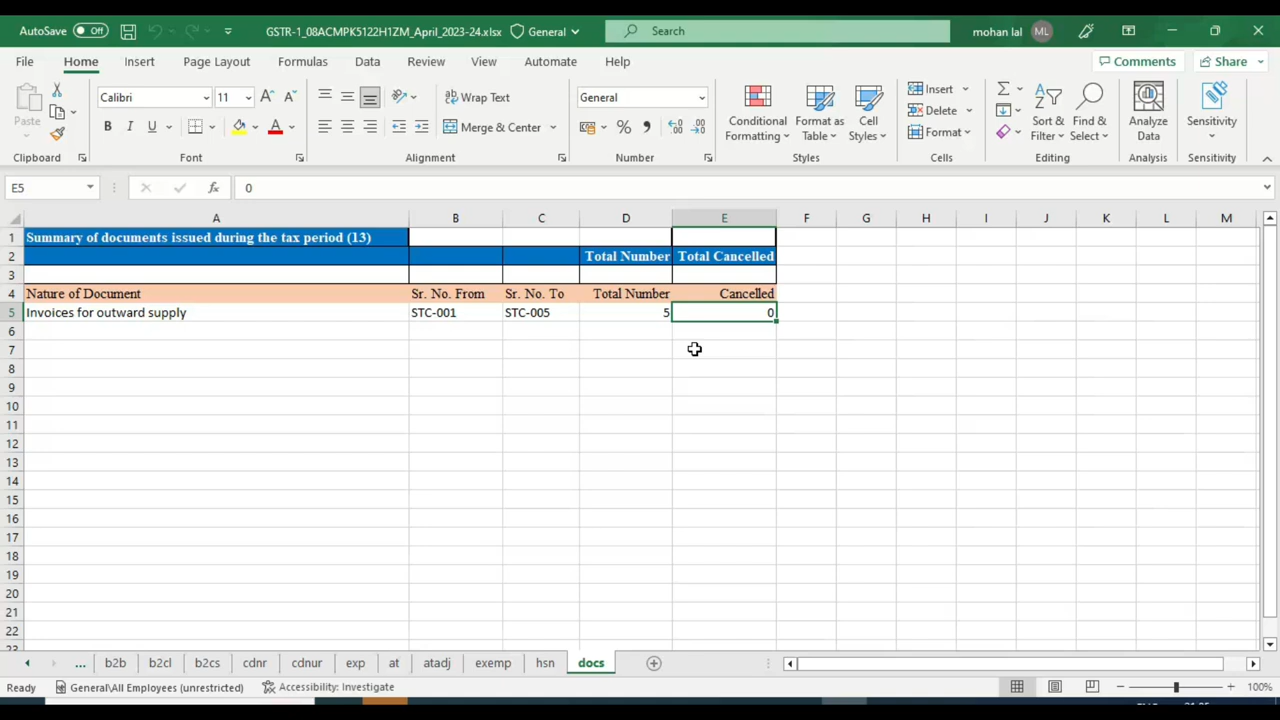 AutoSave Off GSTR-1_08ACMPK5122H1ZM_April_2023-24.xlsx General Search mohan lal ML
File Home Insert Page Layout Formulas Data Review View Automate Help Comments Share
Paste Calibri 11 B I U Wrap Text Merge & Center General % Conditional Formatting Format as Table Cell Styles Insert Delete Format Sort & Filter Find & Select Analyze Data Sensitivity
Clipboard Font Alignment Number Styles Cells Editing Analysis Sensitivity
E5 fx 0
A B C D E F G H I J K L M
1 Summary of documents issued during the tax period (13)
2 Total Number Total Cancelled
3
4 Nature of Document Sr. No. From Sr. No. To Total Number Cancelled
5 Invoices for outward supply STC-001 STC-005 5 0
6
7
8
9
10
11
12
13
14
15
16
17
18
19
20
21
22
... b2b b2cl b2cs cdnr cdnur exp at atadj exemp hsn docs
Ready General\All Employees (unrestricted) Accessibility: Investigate 100%